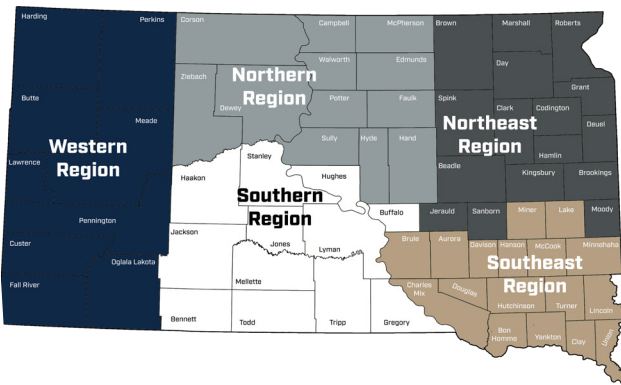 Harding
Perkins
Corson
Campbell
McPherson
Brown
Marshall
Roberts
Walworth
Edmunds
Day
Ziebach
Northern
Region
Dewey
Grant
Butte
Meade
Potter
Faulk
Spink
Clark
Codington
Northeast
Region
Deuel
Sully
Hyde
Hand
Hamlin
Western
Region
Lawrence
Stanley
Beadle
Kingsbury
Brookings
Haakon
Hughes
Southern
Region
Buffalo
Jerauld
Sanborn
Miner
Lake
Moody
Pennington
Jackson
Jones
Lyman
Brule
Aurora
Davison
Hanson
McCook
Minnehaha
Custer
Oglala Lakota
Southeast
Region
Fall River
Mellette
Charles
Mix
Douglas
Hutchinson
Turner
Lincoln
Bennett
Todd
Tripp
Gregory
Bon
Homme
Yankton
Clay
Union